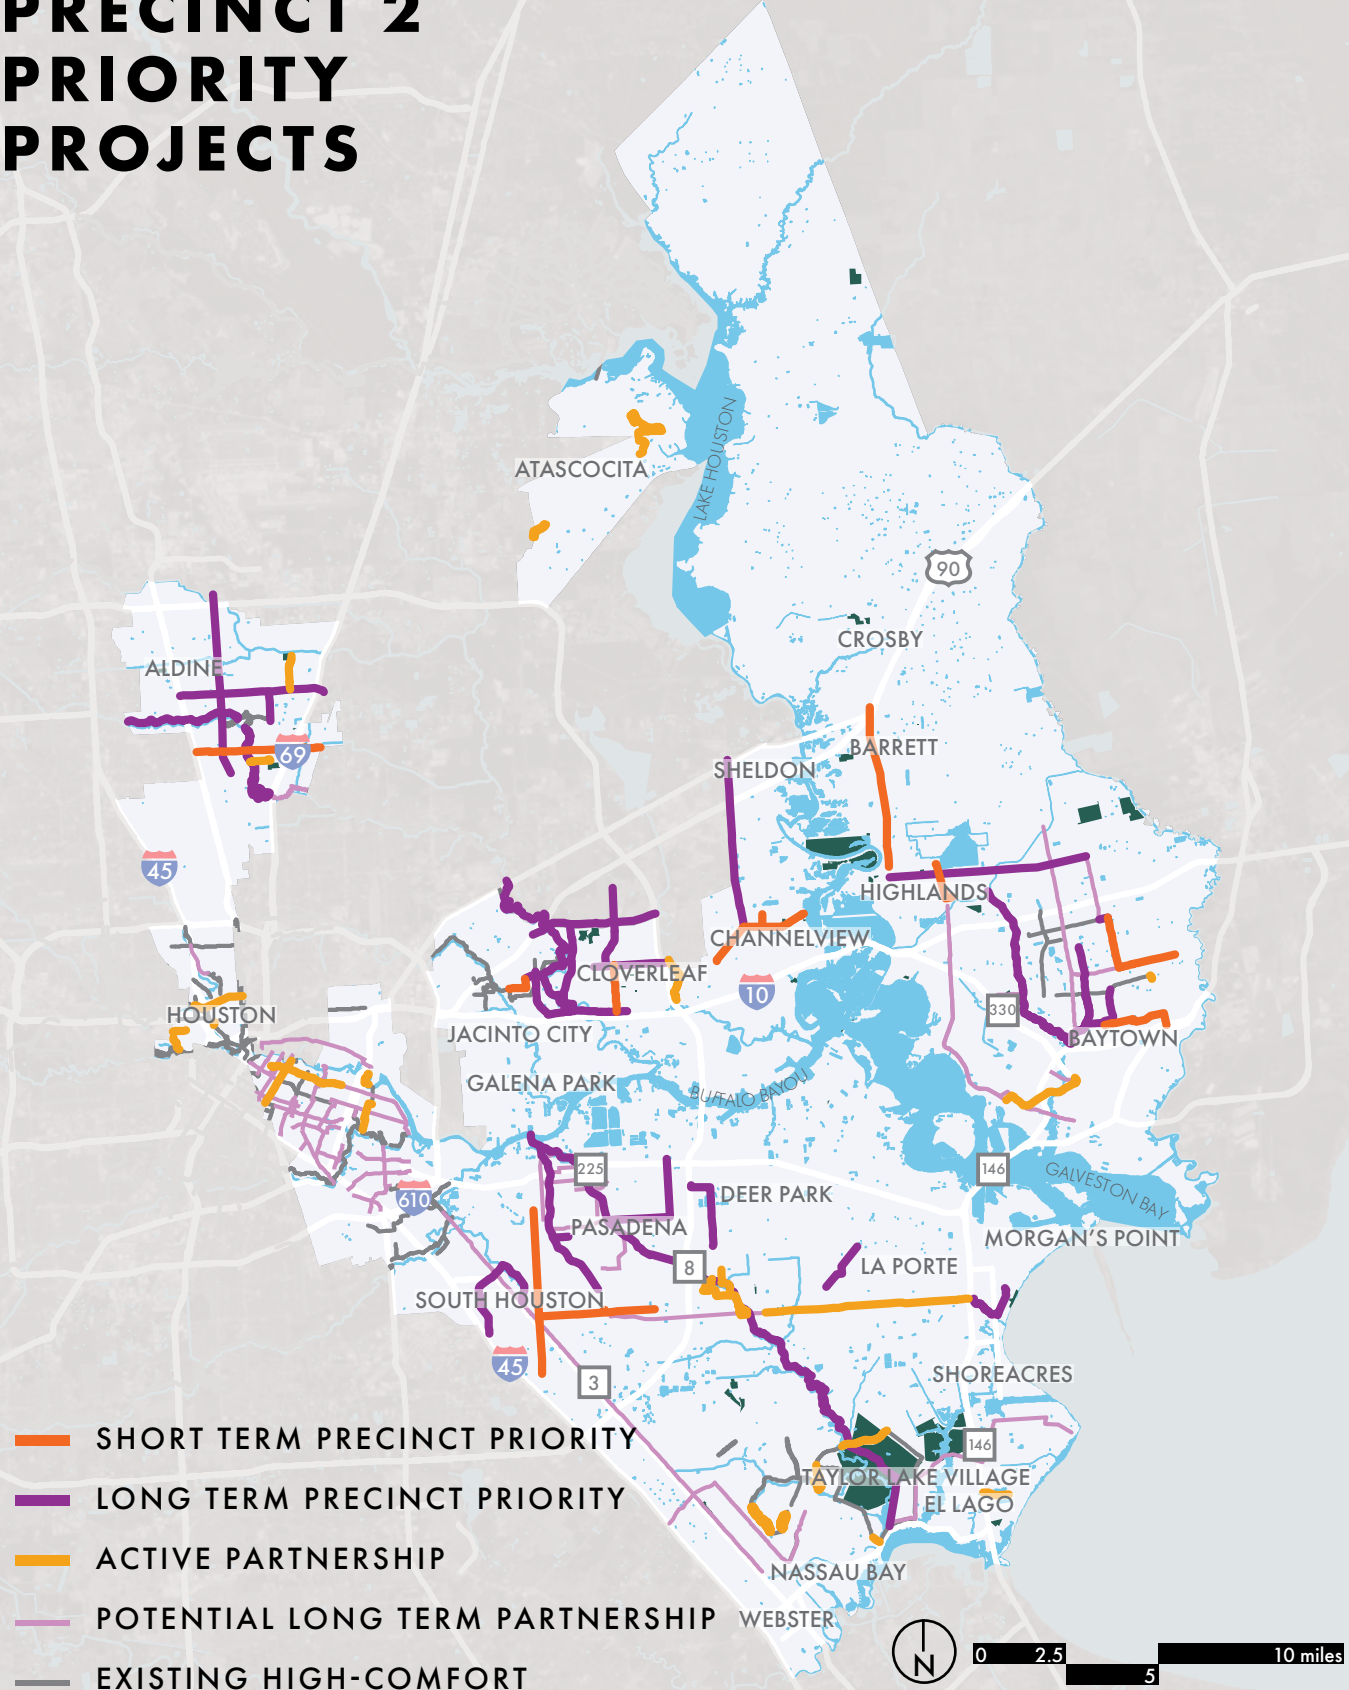 PRECINCT 2
PRIORITY
PROJECTS
ATASCOCITA
LAKE HOUSTON
90
CROSBY
ALDINE
69
BARRETT
SHELDON
45
HIGHLANDS
CHANNELVIEW
CLOVERLEAF
10
330
HOUSTON
JACINTO CITY
BAYTOWN
GALENA PARK
BUFFALO BAYOU
225
146
GALVESTON BAY
610
DEER PARK
PASADENA
MORGAN'S POINT
8
LA PORTE
SOUTH HOUSTON
45
3
SHOREACRES
146
TAYLOR LAKE VILLAGE
EL LAGO
NASSAU BAY
WEBSTER
SHORT TERM PRECINCT PRIORITY
LONG TERM PRECINCT PRIORITY
ACTIVE PARTNERSHIP
POTENTIAL LONG TERM PARTNERSHIP
EXISTING HIGH-COMFORT
N
0 2.5 10 miles
5